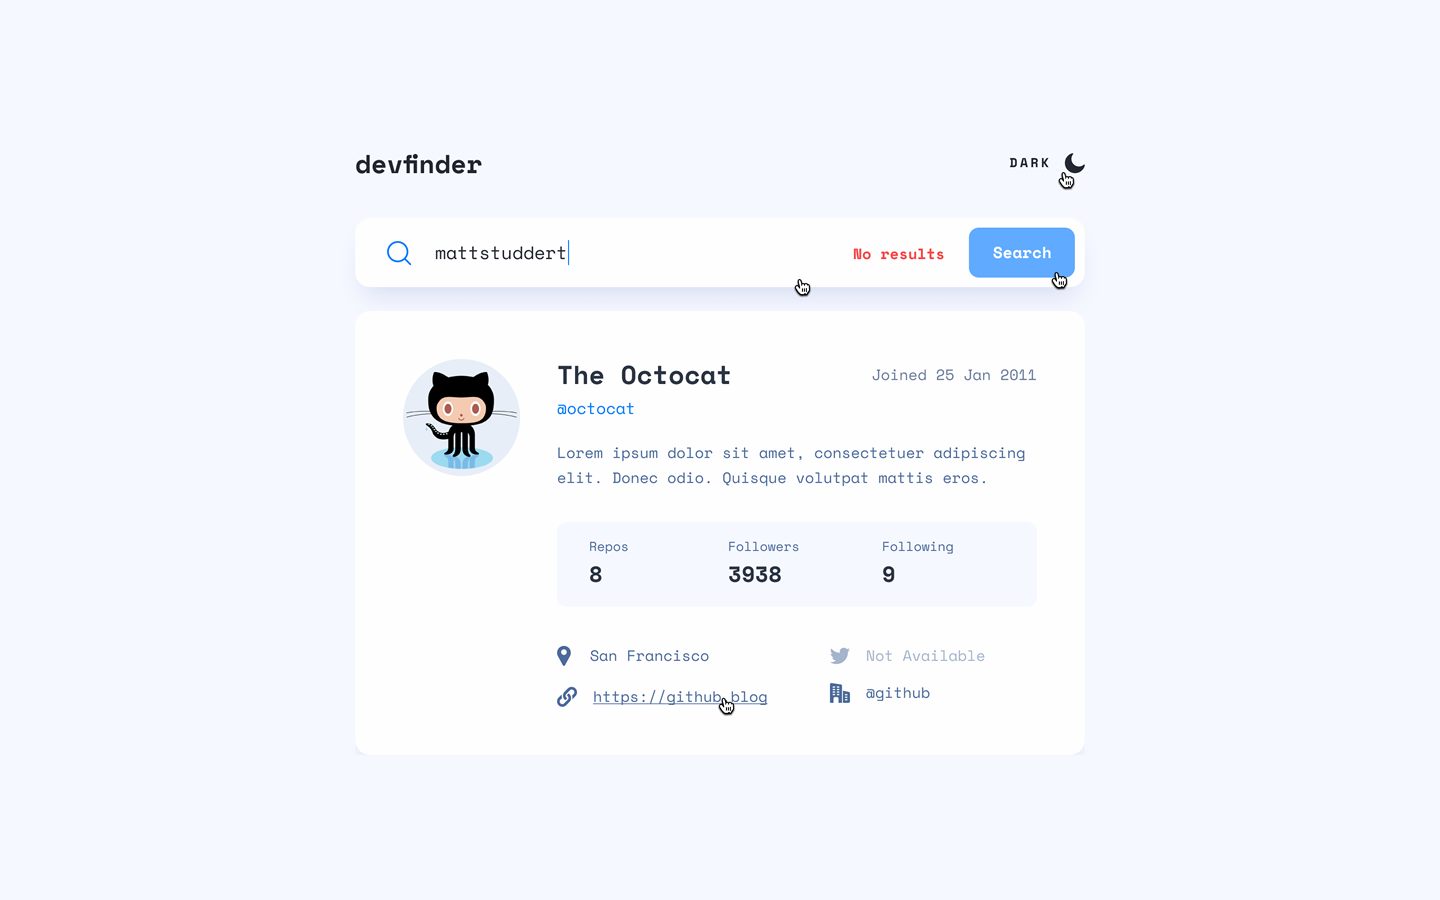 devfinder
DARK
mattstuddert
No results
Search
The Octocat
Joined 25 Jan 2011
@octocat
Lorem ipsum dolor sit amet, consectetuer adipiscing
elit. Donec odio. Quisque volutpat mattis eros.
Repos
Followers
Following
8
3938
9
San Francisco
Not Available
https://github.blog
@github